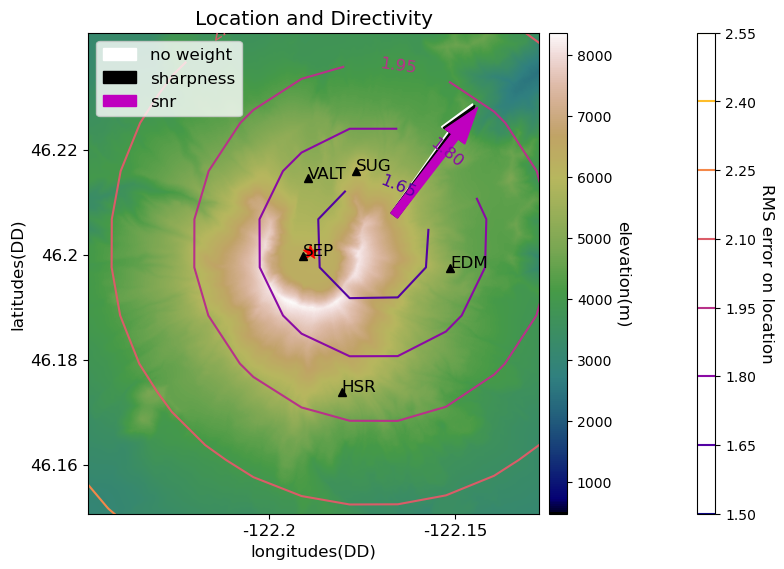 Location and Directivity
no weight
sharpness
snr
1.95
1.80
1.65
VALT
SUG
SEP
EDM
HSR
46.22
46.2
46.18
46.16
latitudes(DD)
-122.2
-122.15
longitudes(DD)
8000
7000
6000
5000
4000
3000
2000
1000
elevation(m)
2.55
2.40
2.25
2.10
1.95
1.80
1.65
1.50
RMS error on location